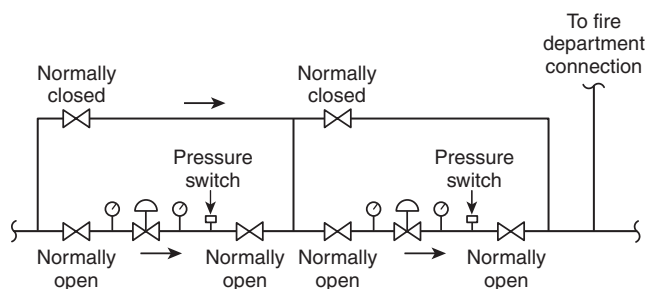 To fire
department
connection
Normally
closed
Normally
closed
Pressure
switch
Pressure
switch
Normally
open
Normally
open
Normally
open
Normally
open